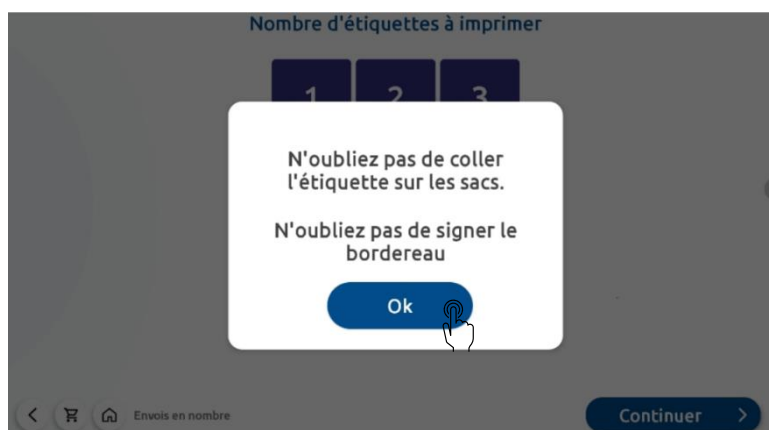 Nombre d'étiquettes à imprimer
1 2 3
N'oubliez pas de coller
l'étiquette sur les sacs.
N'oubliez pas de signer le
bordereau
Ok
Envois en nombre
Continuer